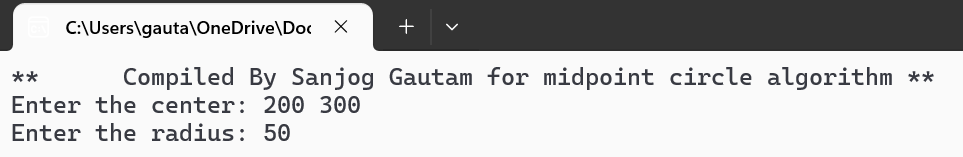 C:\Users\gauta\OneDrive\Doc
** Compiled By Sanjog Gautam for midpoint circle algorithm **
Enter the center: 200 300
Enter the radius: 50